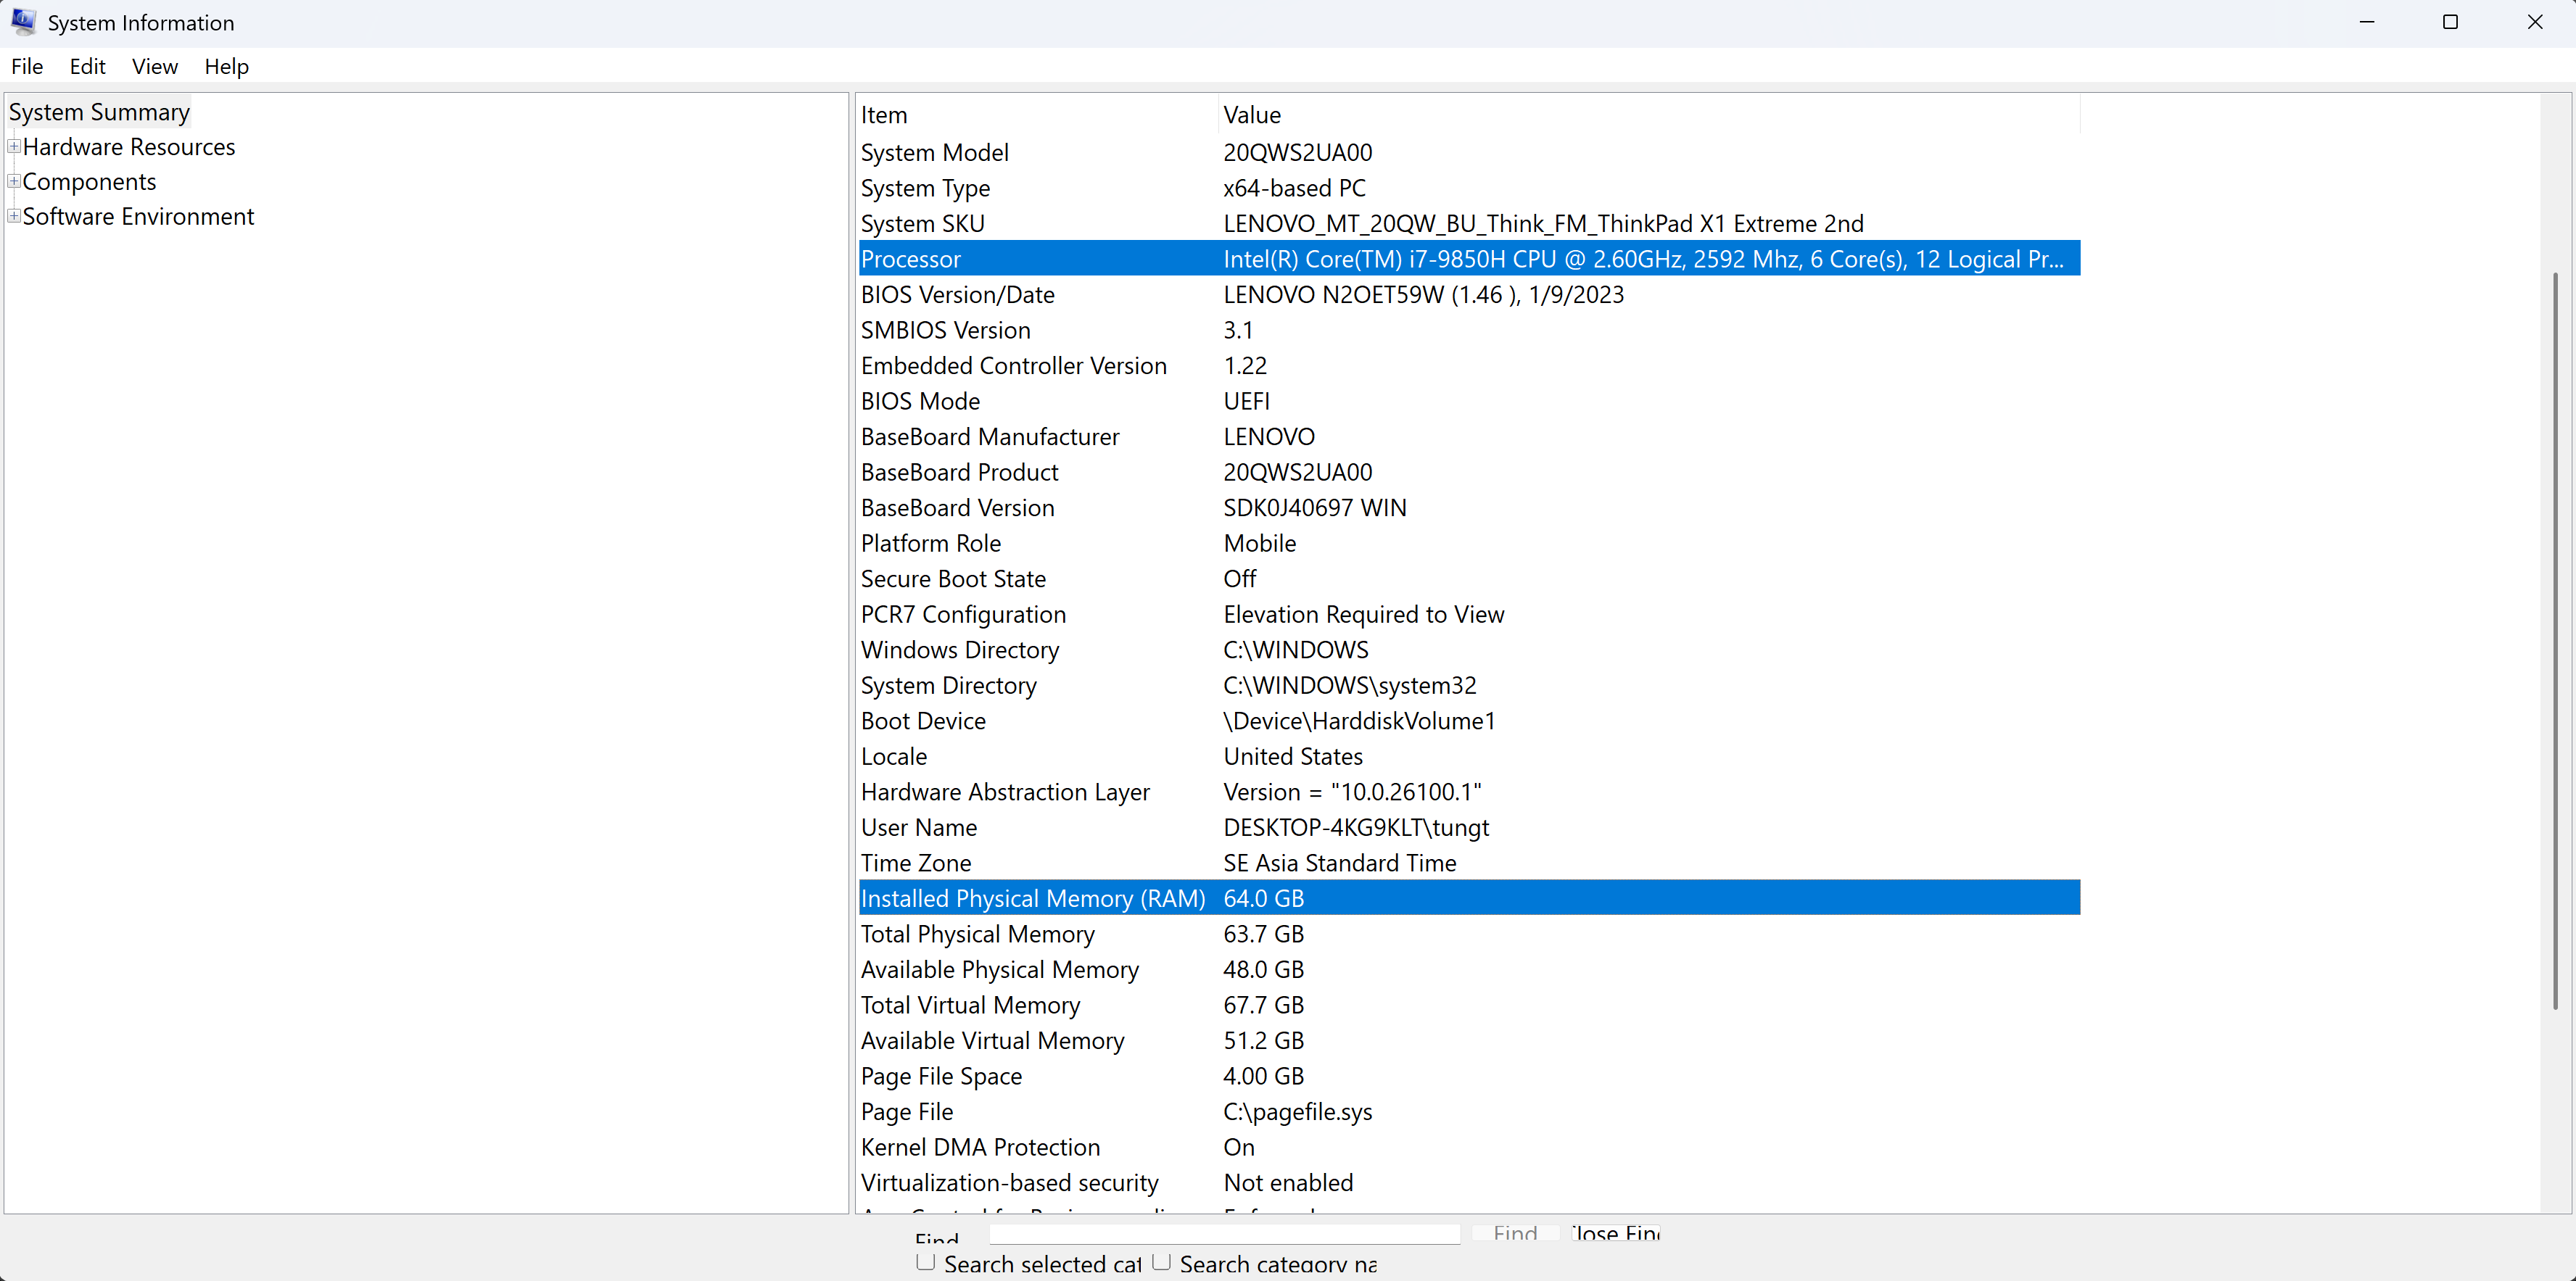 System Information
File Edit View Help
System Summary
Hardware Resources
Components
Software Environment
Item Value
System Model 20QWS2UA00
System Type x64-based PC
System SKU LENOVO_MT_20QW_BU_Think_FM_ThinkPad X1 Extreme 2nd
Processor Intel(R) Core(TM) i7-9850H CPU @ 2.60GHz, 2592 Mhz, 6 Core(s), 12 Logical Pr...
BIOS Version/Date LENOVO N2OET59W (1.46 ), 1/9/2023
SMBIOS Version 3.1
Embedded Controller Version 1.22
BIOS Mode UEFI
BaseBoard Manufacturer LENOVO
BaseBoard Product 20QWS2UA00
BaseBoard Version SDK0J40697 WIN
Platform Role Mobile
Secure Boot State Off
PCR7 Configuration Elevation Required to View
Windows Directory C:\WINDOWS
System Directory C:\WINDOWS\system32
Boot Device \Device\HarddiskVolume1
Locale United States
Hardware Abstraction Layer Version = "10.0.26100.1"
User Name DESKTOP-4KG9KLT\tungt
Time Zone SE Asia Standard Time
Installed Physical Memory (RAM) 64.0 GB
Total Physical Memory 63.7 GB
Available Physical Memory 48.0 GB
Total Virtual Memory 67.7 GB
Available Virtual Memory 51.2 GB
Page File Space 4.00 GB
Page File C:\pagefile.sys
Kernel DMA Protection On
Virtualization-based security Not enabled
Find Find lose Fin
Search selected cat Search category na